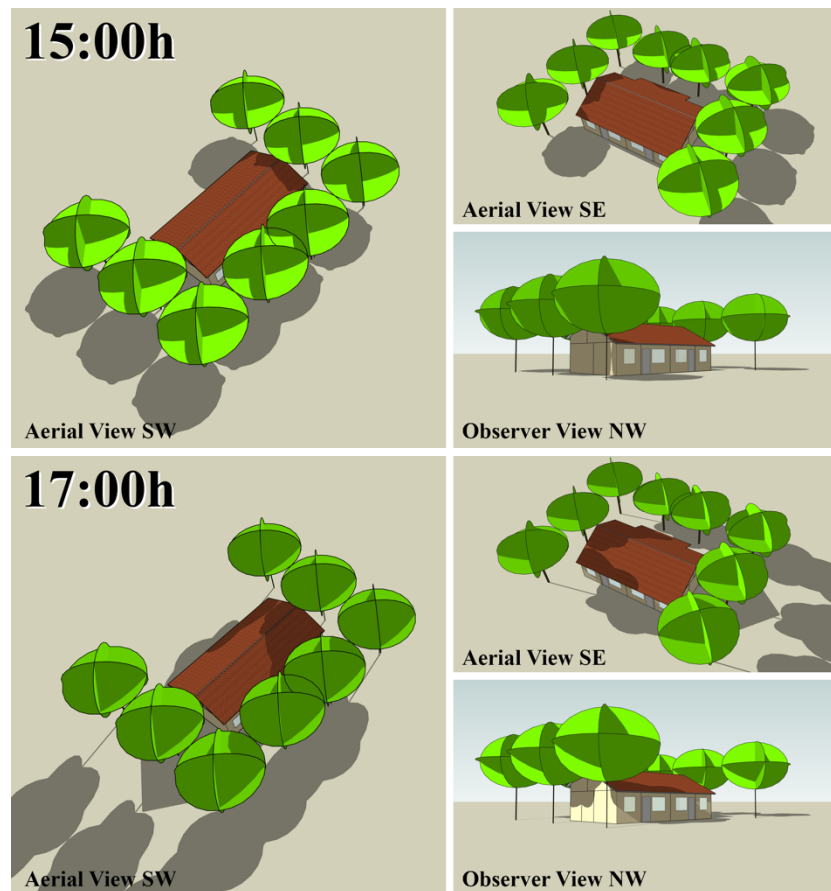 15:00h
Aerial View SW
Aerial View SE
Observer View NW
17:00h
Aerial View SW
Aerial View SE
Observer View NW